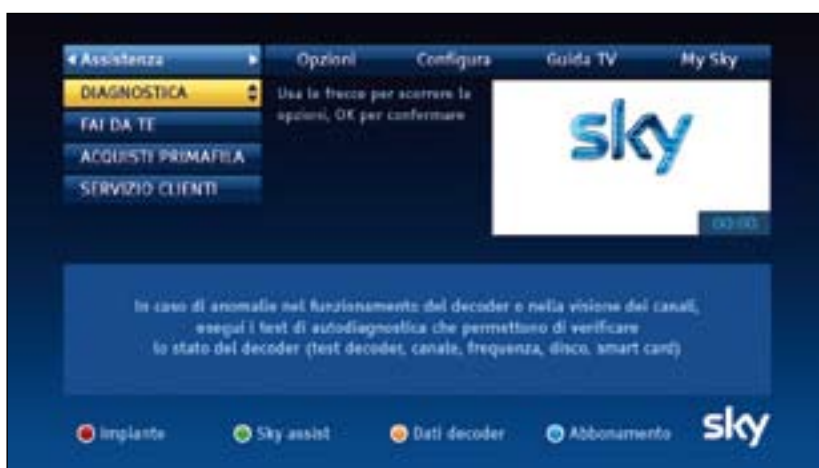 Assistenza Opzioni Configura Guida TV My Sky
DIAGNOSTICA
FAI DA TE
ACQUISTI PRIMAFILA
SERVIZIO CLIENTI
Usa le frecce per scorrere le
opzioni, OK per confermare
sky
00:00
In caso di anomalie nel funzionamento del decoder o nella visione dei canali,
esegui i test di autodiagnostica che permettono di verificare
lo stato del decoder (test decoder, canale, frequenza, disco, smart card)
Impianto Sky assist Dati decoder Abbonamento sky